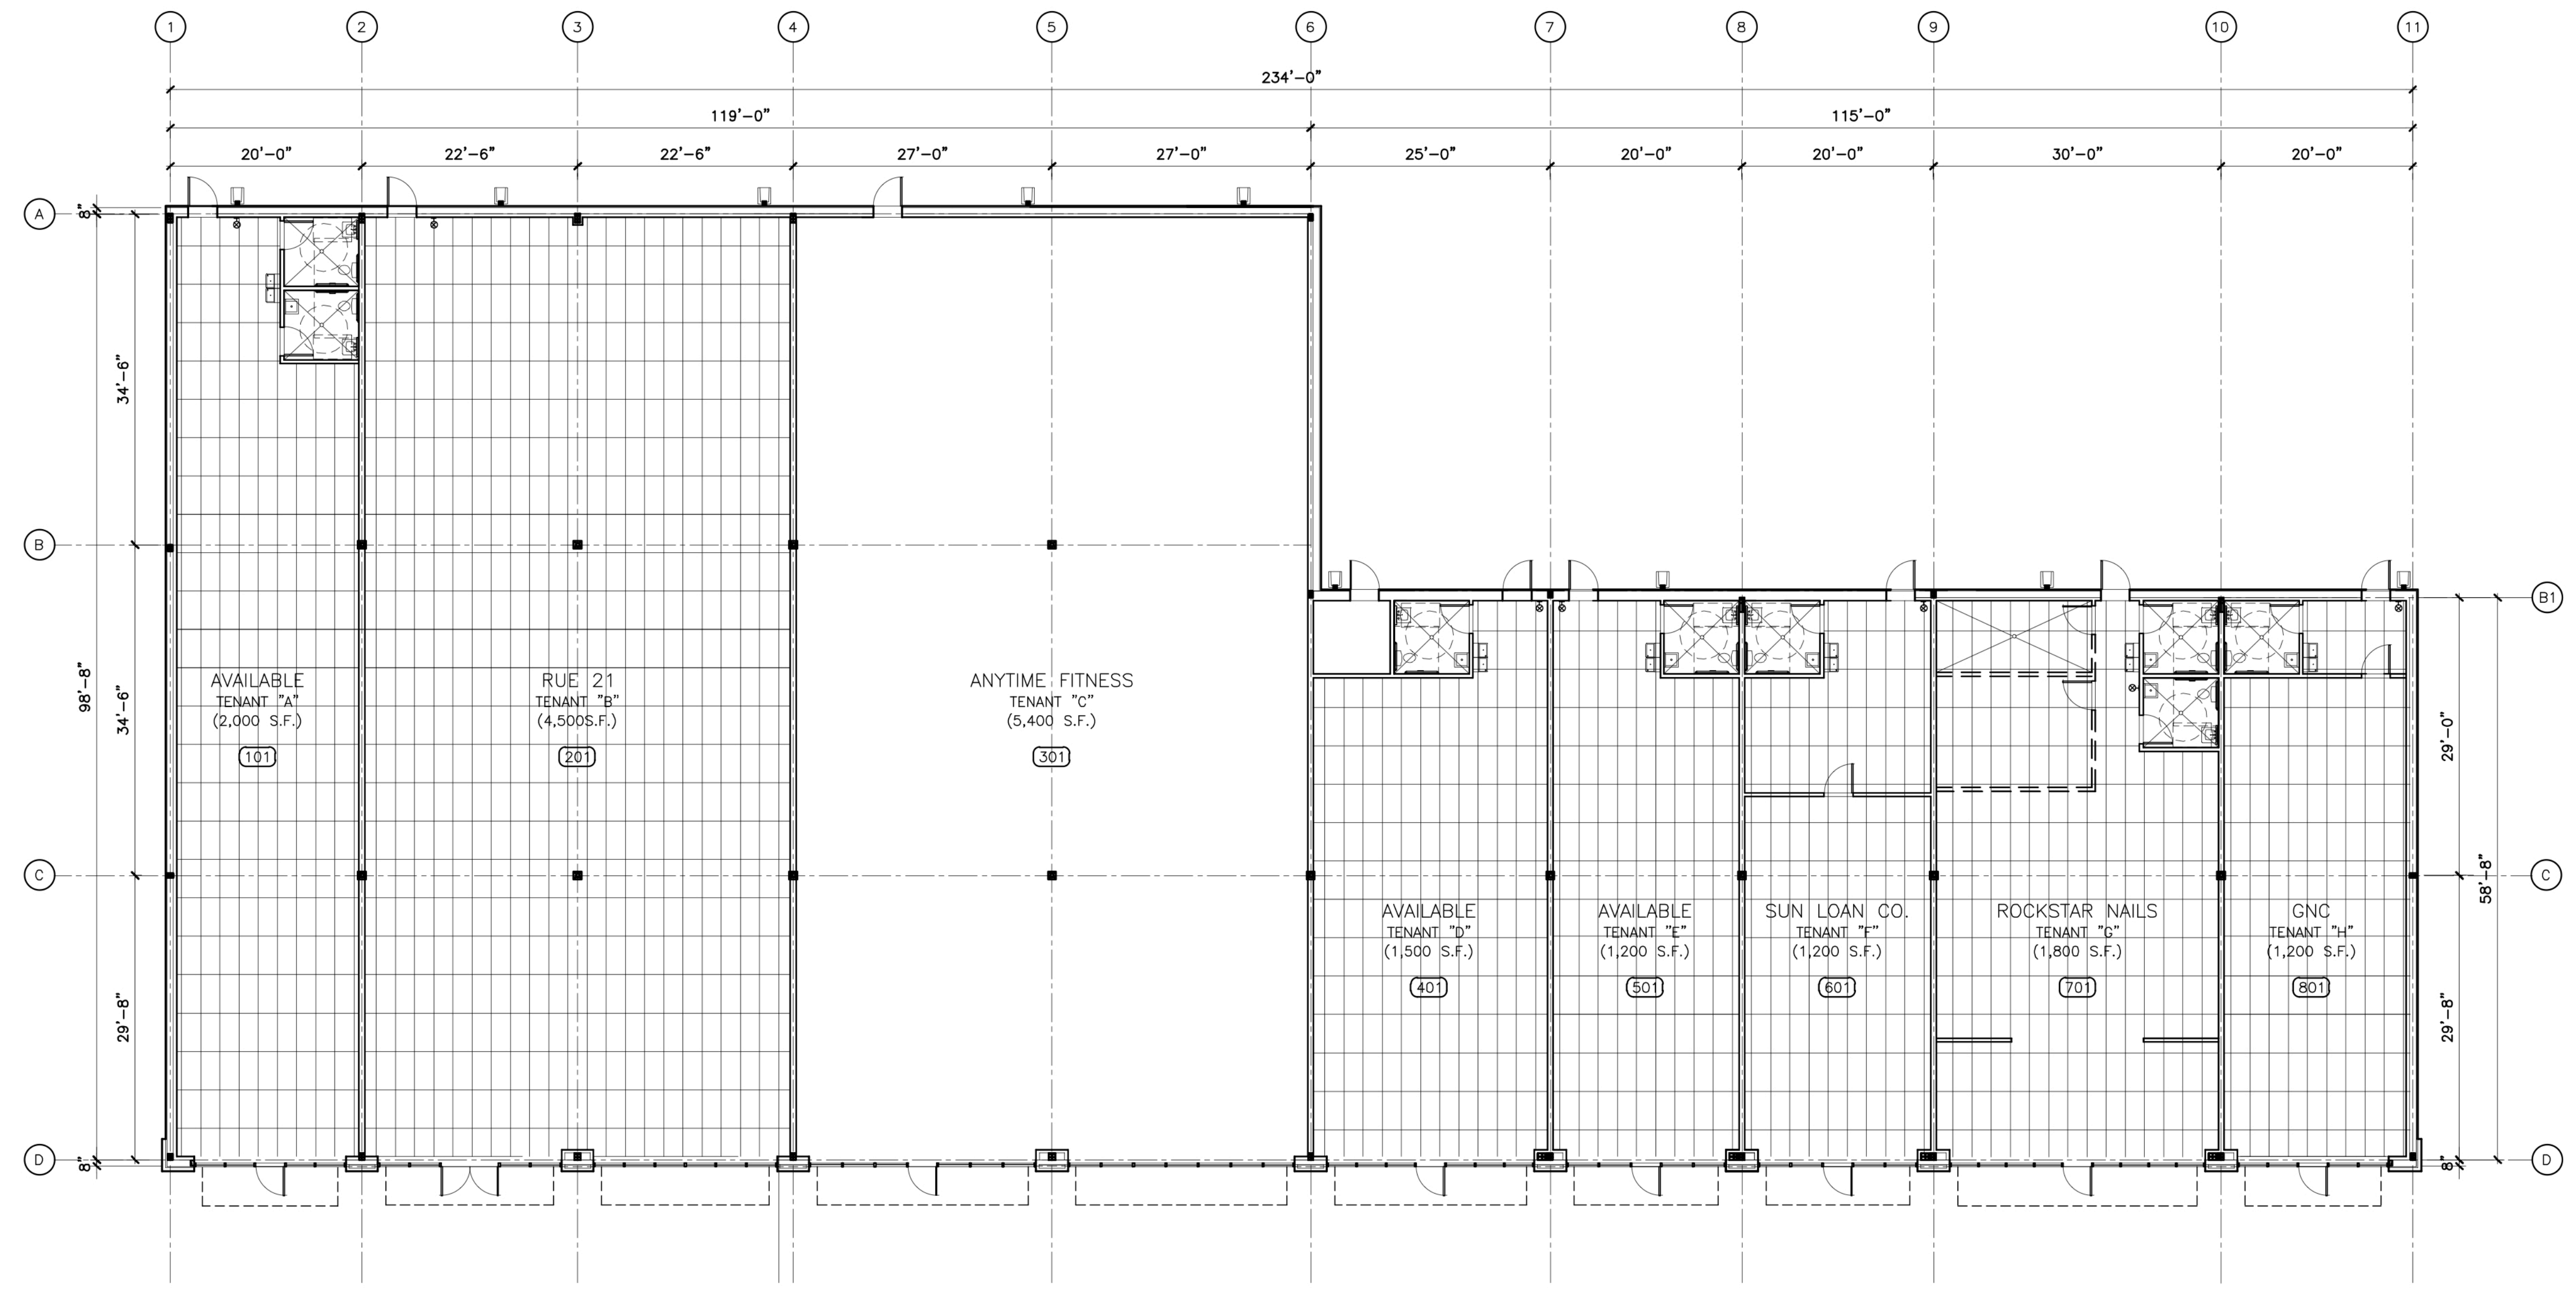 1 2 3 4 5 6 7 8 9 10 11
234'-0"
119'-0" 115'-0"
20'-0" 22'-6" 22'-6" 27'-0" 27'-0" 25'-0" 20'-0" 20'-0" 30'-0" 20'-0"
A 8"
34'-6"
B
B1
98'-8"
34'-6"
AVAILABLE
TENANT "A"
(2,000 S.F.)
101
RUE 21
TENANT "B"
(4,500S.F.)
201
ANYTIME FITNESS
TENANT "C"
(5,400 S.F.)
301
29'-0"
58'-8"
C C
AVAILABLE
TENANT "D"
(1,500 S.F.)
401
AVAILABLE
TENANT "E"
(1,200 S.F.)
501
SUN LOAN CO.
TENANT "F"
(1,200 S.F.)
601
ROCKSTAR NAILS
TENANT "G"
(1,800 S.F.)
701
GNC
TENANT "H"
(1,200 S.F.)
801
29'-8" 29'-8"
D 8" 8" D